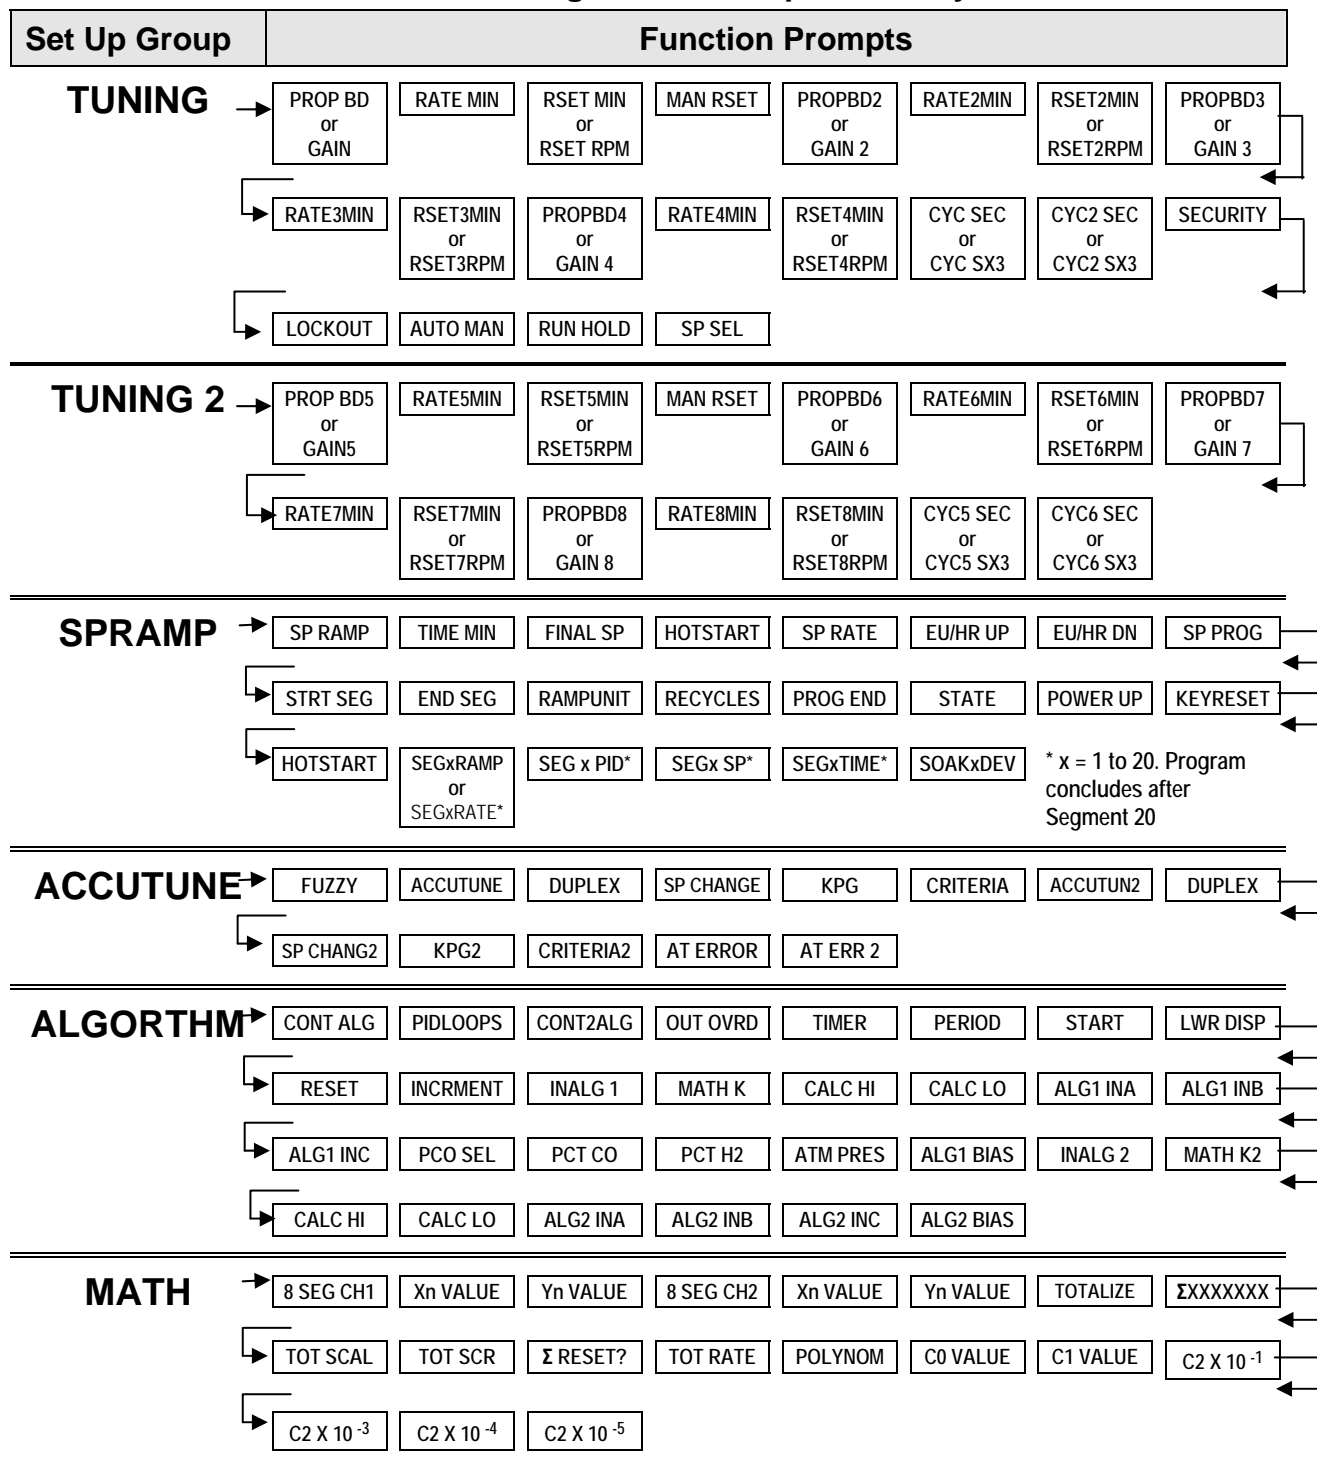 Set Up Group Function Prompts
TUNING
PROP BD or GAIN
RATE MIN
RSET MIN or RSET RPM
MAN RSET
PROPBD2 or GAIN 2
RATE2MIN
RSET2MIN or RSET2RPM
PROPBD3 or GAIN 3
RATE3MIN
RSET3MIN or RSET3RPM
PROPBD4 or GAIN 4
RATE4MIN
RSET4MIN or RSET4RPM
CYC SEC or CYC SX3
CYC2 SEC or CYC2 SX3
SECURITY
LOCKOUT
AUTO MAN
RUN HOLD
SP SEL
TUNING 2
PROP BD5 or GAIN5
RATE5MIN
RSET5MIN or RSET5RPM
MAN RSET
PROPBD6 or GAIN 6
RATE6MIN
RSET6MIN or RSET6RPM
PROPBD7 or GAIN 7
RATE7MIN
RSET7MIN or RSET7RPM
PROPBD8 or GAIN 8
RATE8MIN
RSET8MIN or RSET8RPM
CYC5 SEC or CYC5 SX3
CYC6 SEC or CYC6 SX3
SPRAMP
SP RAMP
TIME MIN
FINAL SP
HOTSTART
SP RATE
EU/HR UP
EU/HR DN
SP PROG
STRT SEG
END SEG
RAMPUNIT
RECYCLES
PROG END
STATE
POWER UP
KEYRESET
HOTSTART
SEGxRAMP or SEGxRATE*
SEG x PID*
SEGx SP*
SEGxTIME*
SOAKxDEV
* x = 1 to 20. Program
concludes after
Segment 20
ACCUTUNE
FUZZY
ACCUTUNE
DUPLEX
SP CHANGE
KPG
CRITERIA
ACCUTUN2
DUPLEX
SP CHANG2
KPG2
CRITERIA2
AT ERROR
AT ERR 2
ALGORTHM
CONT ALG
PIDLOOPS
CONT2ALG
OUT OVRD
TIMER
PERIOD
START
LWR DISP
RESET
INCRMENT
INALG 1
MATH K
CALC HI
CALC LO
ALG1 INA
ALG1 INB
ALG1 INC
PCO SEL
PCT CO
PCT H2
ATM PRES
ALG1 BIAS
INALG 2
MATH K2
CALC HI
CALC LO
ALG2 INA
ALG2 INB
ALG2 INC
ALG2 BIAS
MATH
8 SEG CH1
Xn VALUE
Yn VALUE
8 SEG CH2
Xn VALUE
Yn VALUE
TOTALIZE
ΣXXXXXXX
TOT SCAL
TOT SCR
Σ RESET?
TOT RATE
POLYNOM
C0 VALUE
C1 VALUE
C2 X 10 -1
C2 X 10 -3
C2 X 10 -4
C2 X 10 -5